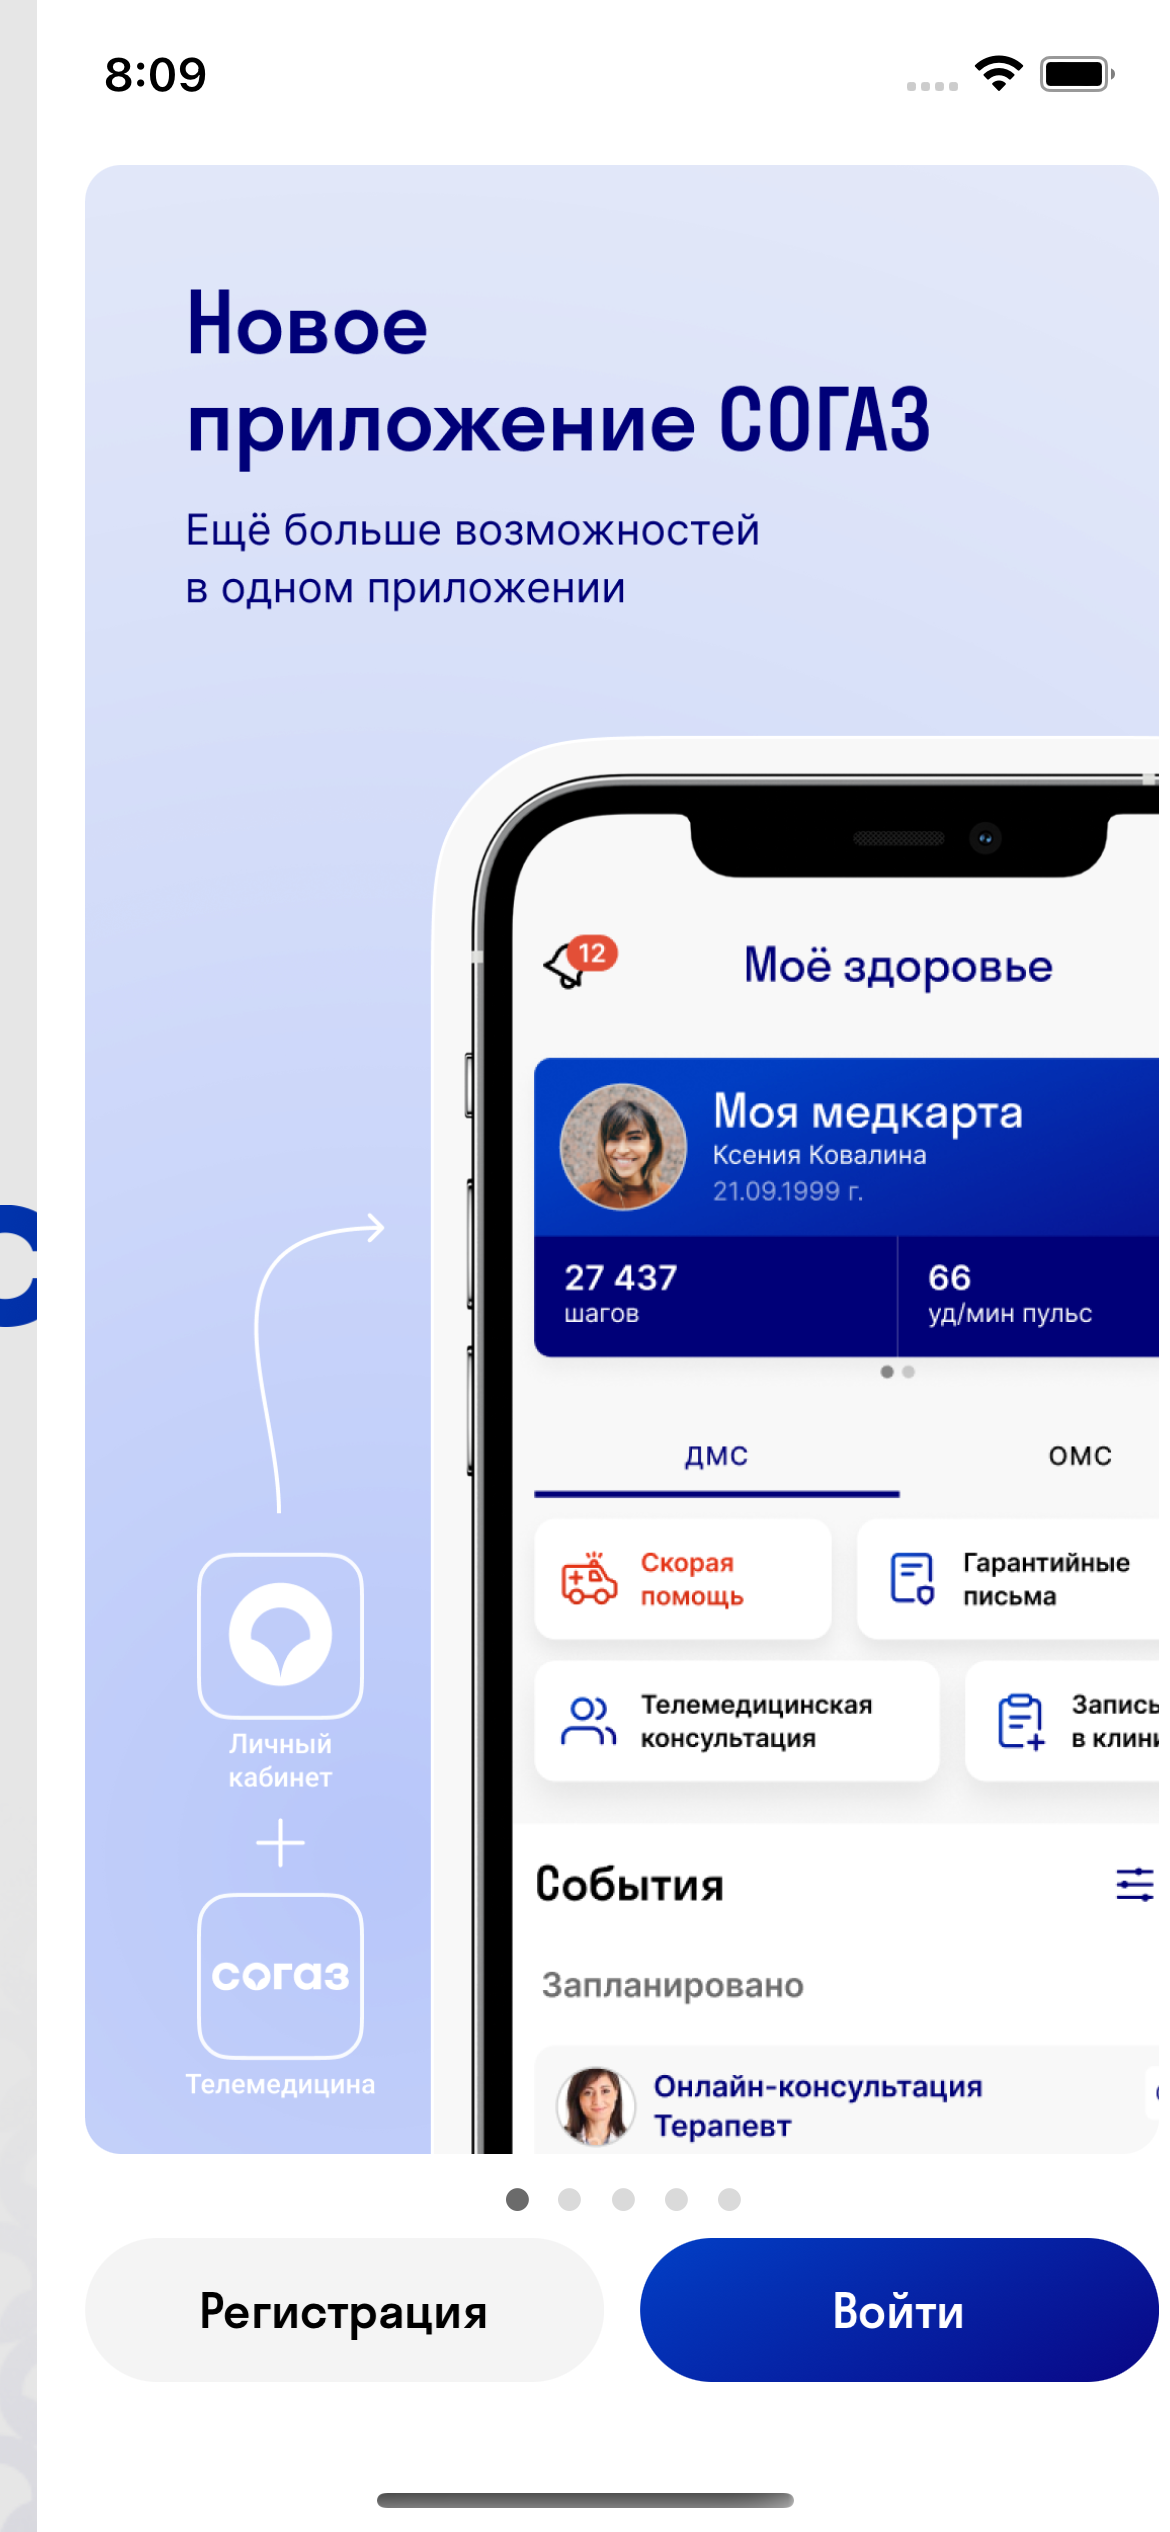 8:09
Новое
приложение СОГАЗ
Ещё больше возможностей
в одном приложении
12
Моё здоровье
Моя медкарта
Ксения Ковалина
21.09.1999 г.
27 437
шагов
66
уд/мин пульс
ДМС
ОМС
Скорая
помощь
Гарантийные
письма
Телемедицинская
консультация
Запись
в клини
Личный
кабинет
События
Запланировано
согаз
Телемедицина
Онлайн-консультация
Терапевт
Регистрация
Войти